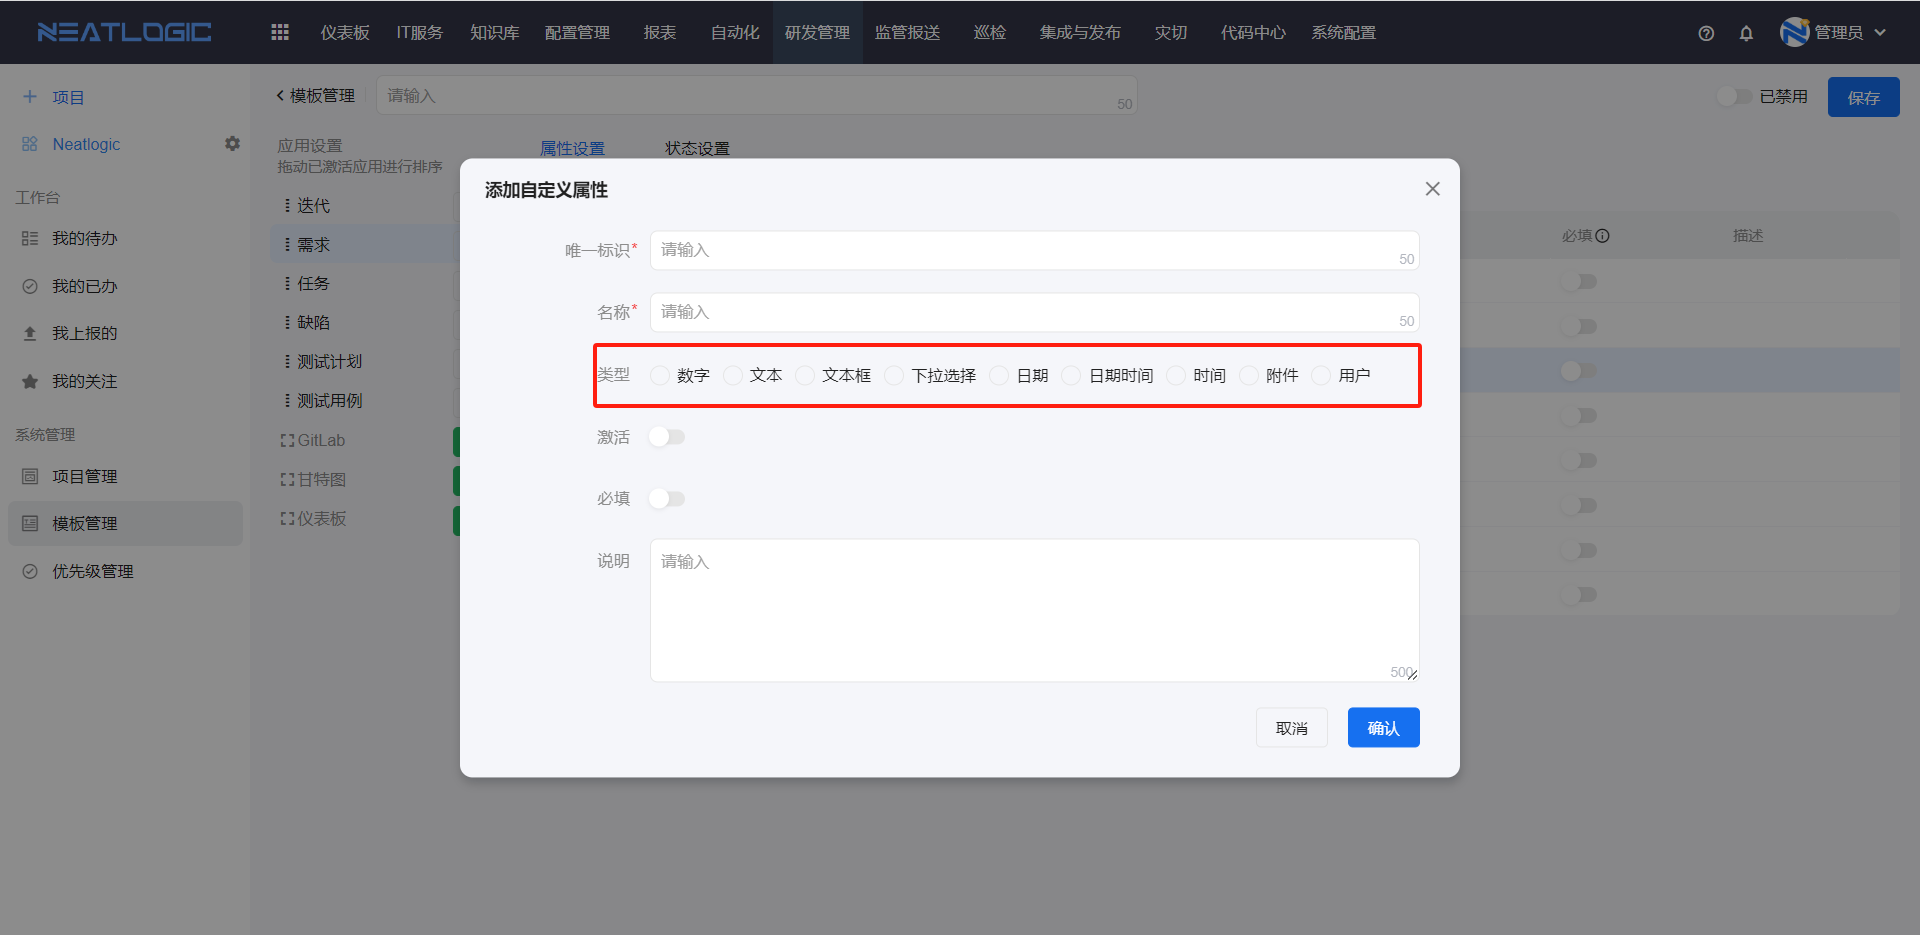 NEATLOGIC
仪表板 IT服务 知识库 配置管理 报表 自动化 研发管理 监管报送 巡检 集成与发布 灾切 代码中心 系统配置 管理员
项目
Neatlogic
工作台
我的待办
我的已办
我上报的
我的关注
系统管理
项目管理
模板管理
优先级管理
模板管理 请输入 50 已禁用 保存
应用设置
拖动已激活应用进行排序
迭代
需求
任务
缺陷
测试计划
测试用例
GitLab
甘特图
仪表板
属性设置 状态设置
必填 描述
添加自定义属性
唯一标识* 请输入 50
名称* 请输入 50
类型 数字 文本 文本框 下拉选择 日期 日期时间 时间 附件 用户
激活
必填
说明 请输入 500
取消 确认